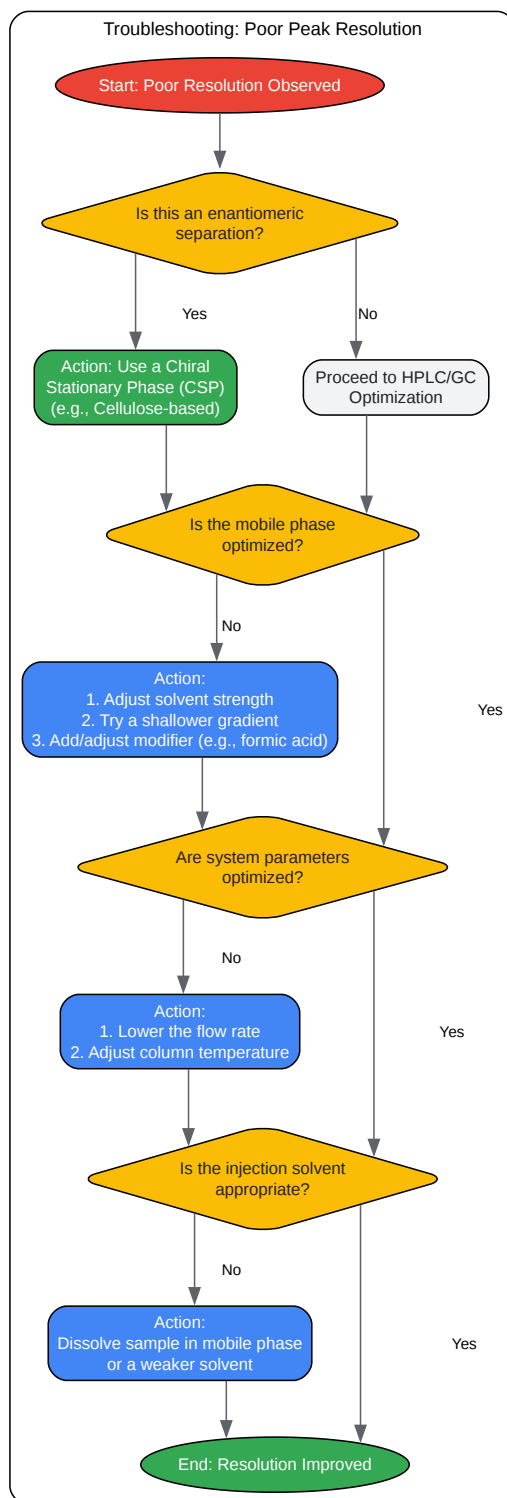 Troubleshooting: Poor Peak Resolution
Start: Poor Resolution Observed
Is this an enantiomeric
separation?
Yes
No
Action: Use a Chiral
Stationary Phase (CSP)
(e.g., Cellulose-based)
Proceed to HPLC/GC
Optimization
Is the mobile phase
optimized?
No
Action:
1. Adjust solvent strength
2. Try a shallower gradient
3. Add/adjust modifier (e.g., formic acid)
Yes
Are system parameters
optimized?
No
Action:
1. Lower the flow rate
2. Adjust column temperature
Yes
Is the injection solvent
appropriate?
No
Action:
Dissolve sample in mobile phase
or a weaker solvent
Yes
End: Resolution Improved